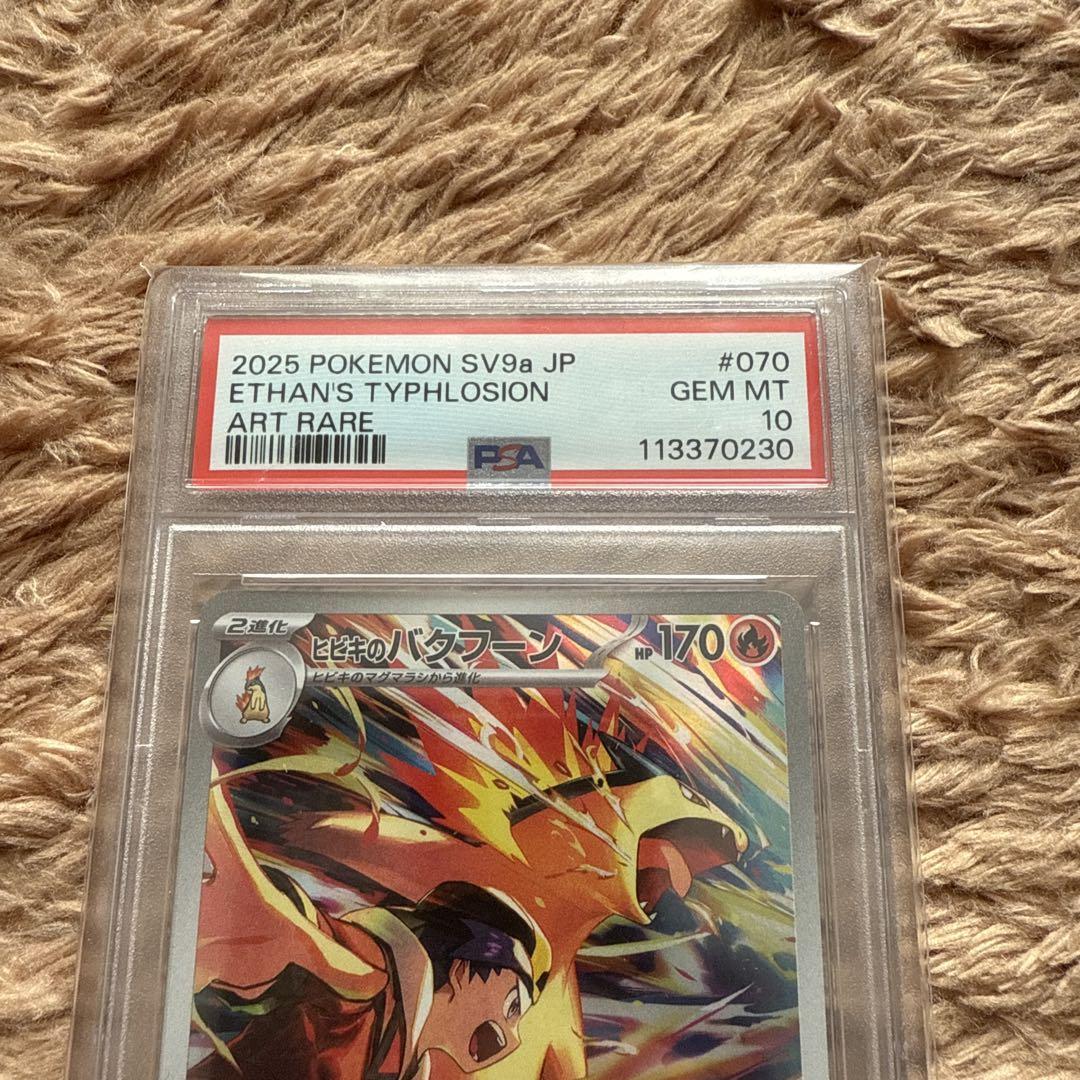 2025 POKEMON SV9a JP #070
ETHAN'S TYPHLOSION GEM MT
ART RARE 10
PSA 113370230
2進化
ヒビキのバクフーン HP 170
ヒビキのマグマラシから進化